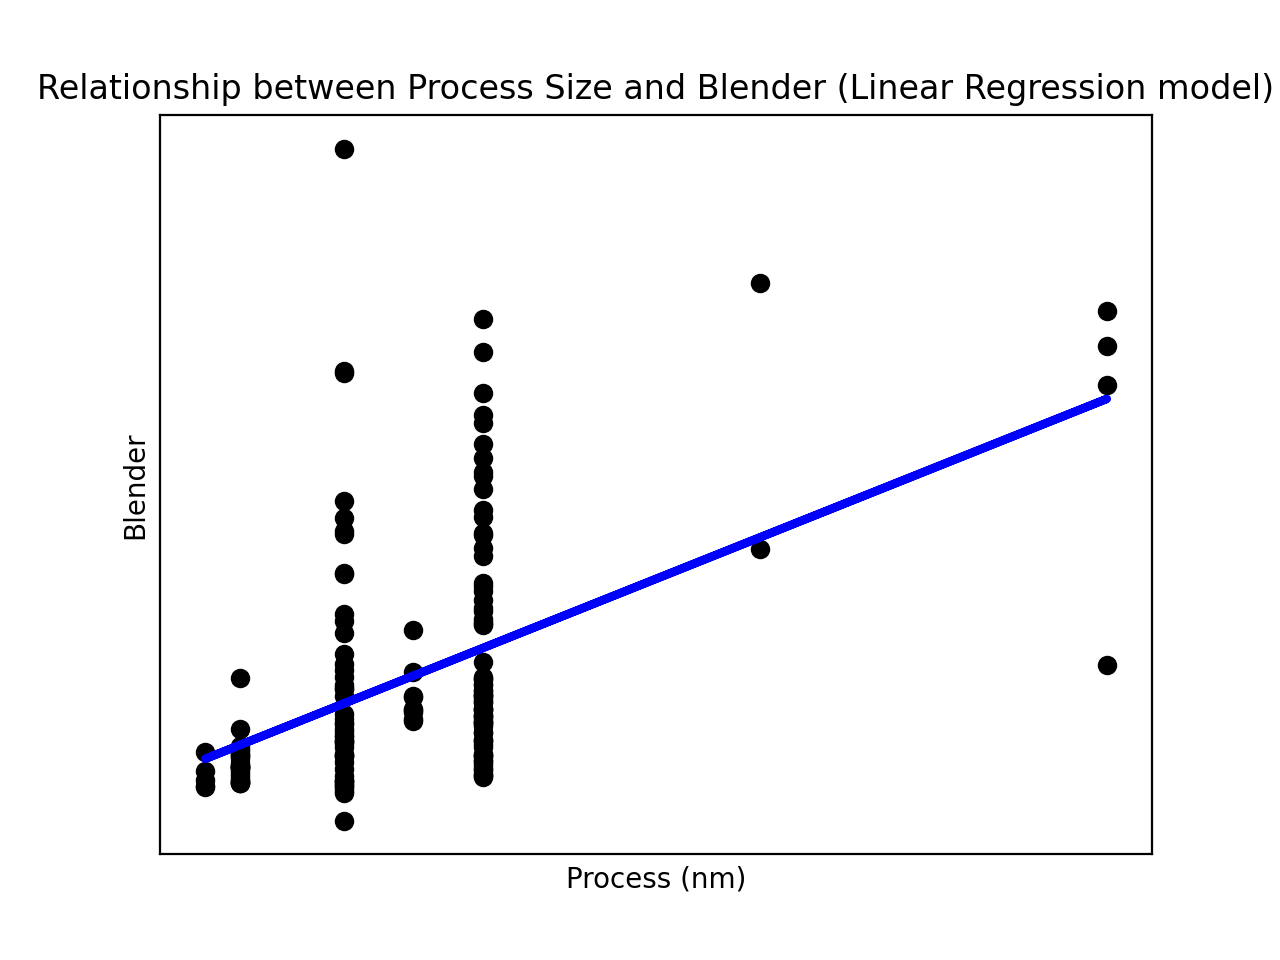 Relationship between Process Size and Blender (Linear Regression model)
Blender
Process (nm)